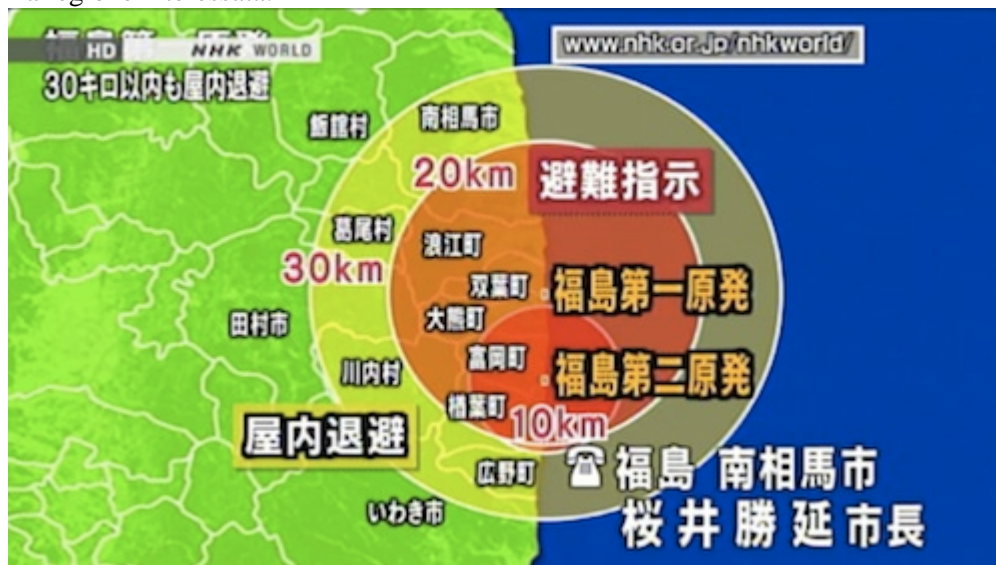 HD NHK WORLD
www.nhk.or.jp/nhkworld/
30キロ以内も屋内退避
飯舘村
南相馬市
20km
避難指示
葛尾村
浪江町
30km
双葉町
福島第一原発
田村市
大熊町
富岡町
川内村
福島第二原発
楢葉町
10km
屋内退避
広野町
☎福島 南相馬市
いわき市
桜井勝延市長